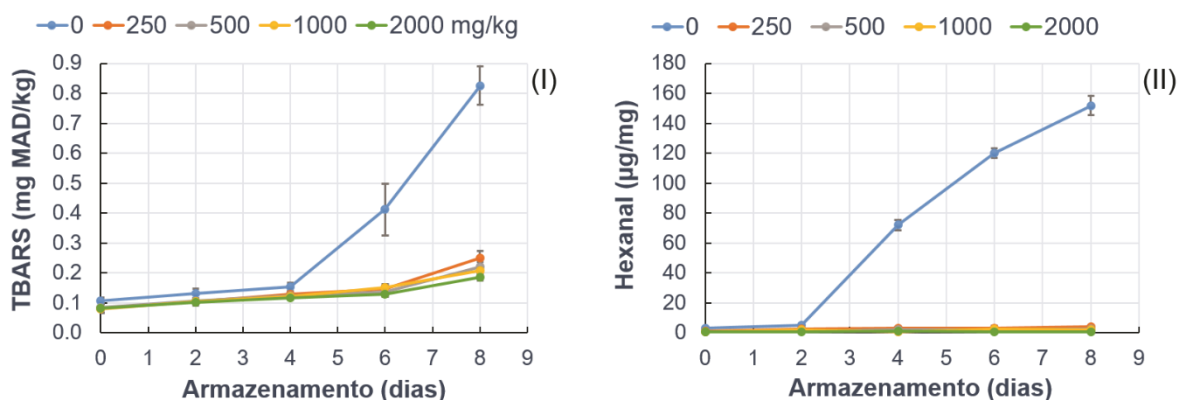 0 250 500 1000 2000 mg/kg
(I)
TBARS (mg MAD/kg)
0.9
0.8
0.7
0.6
0.5
0.4
0.3
0.2
0.1
0.0
0 1 2 3 4 5 6 7 8 9
Armazenamento (dias)
0 250 500 1000 2000
(II)
Hexanal (µg/mg)
180
160
140
120
100
80
60
40
20
0
0 1 2 3 4 5 6 7 8 9
Armazenamento (dias)